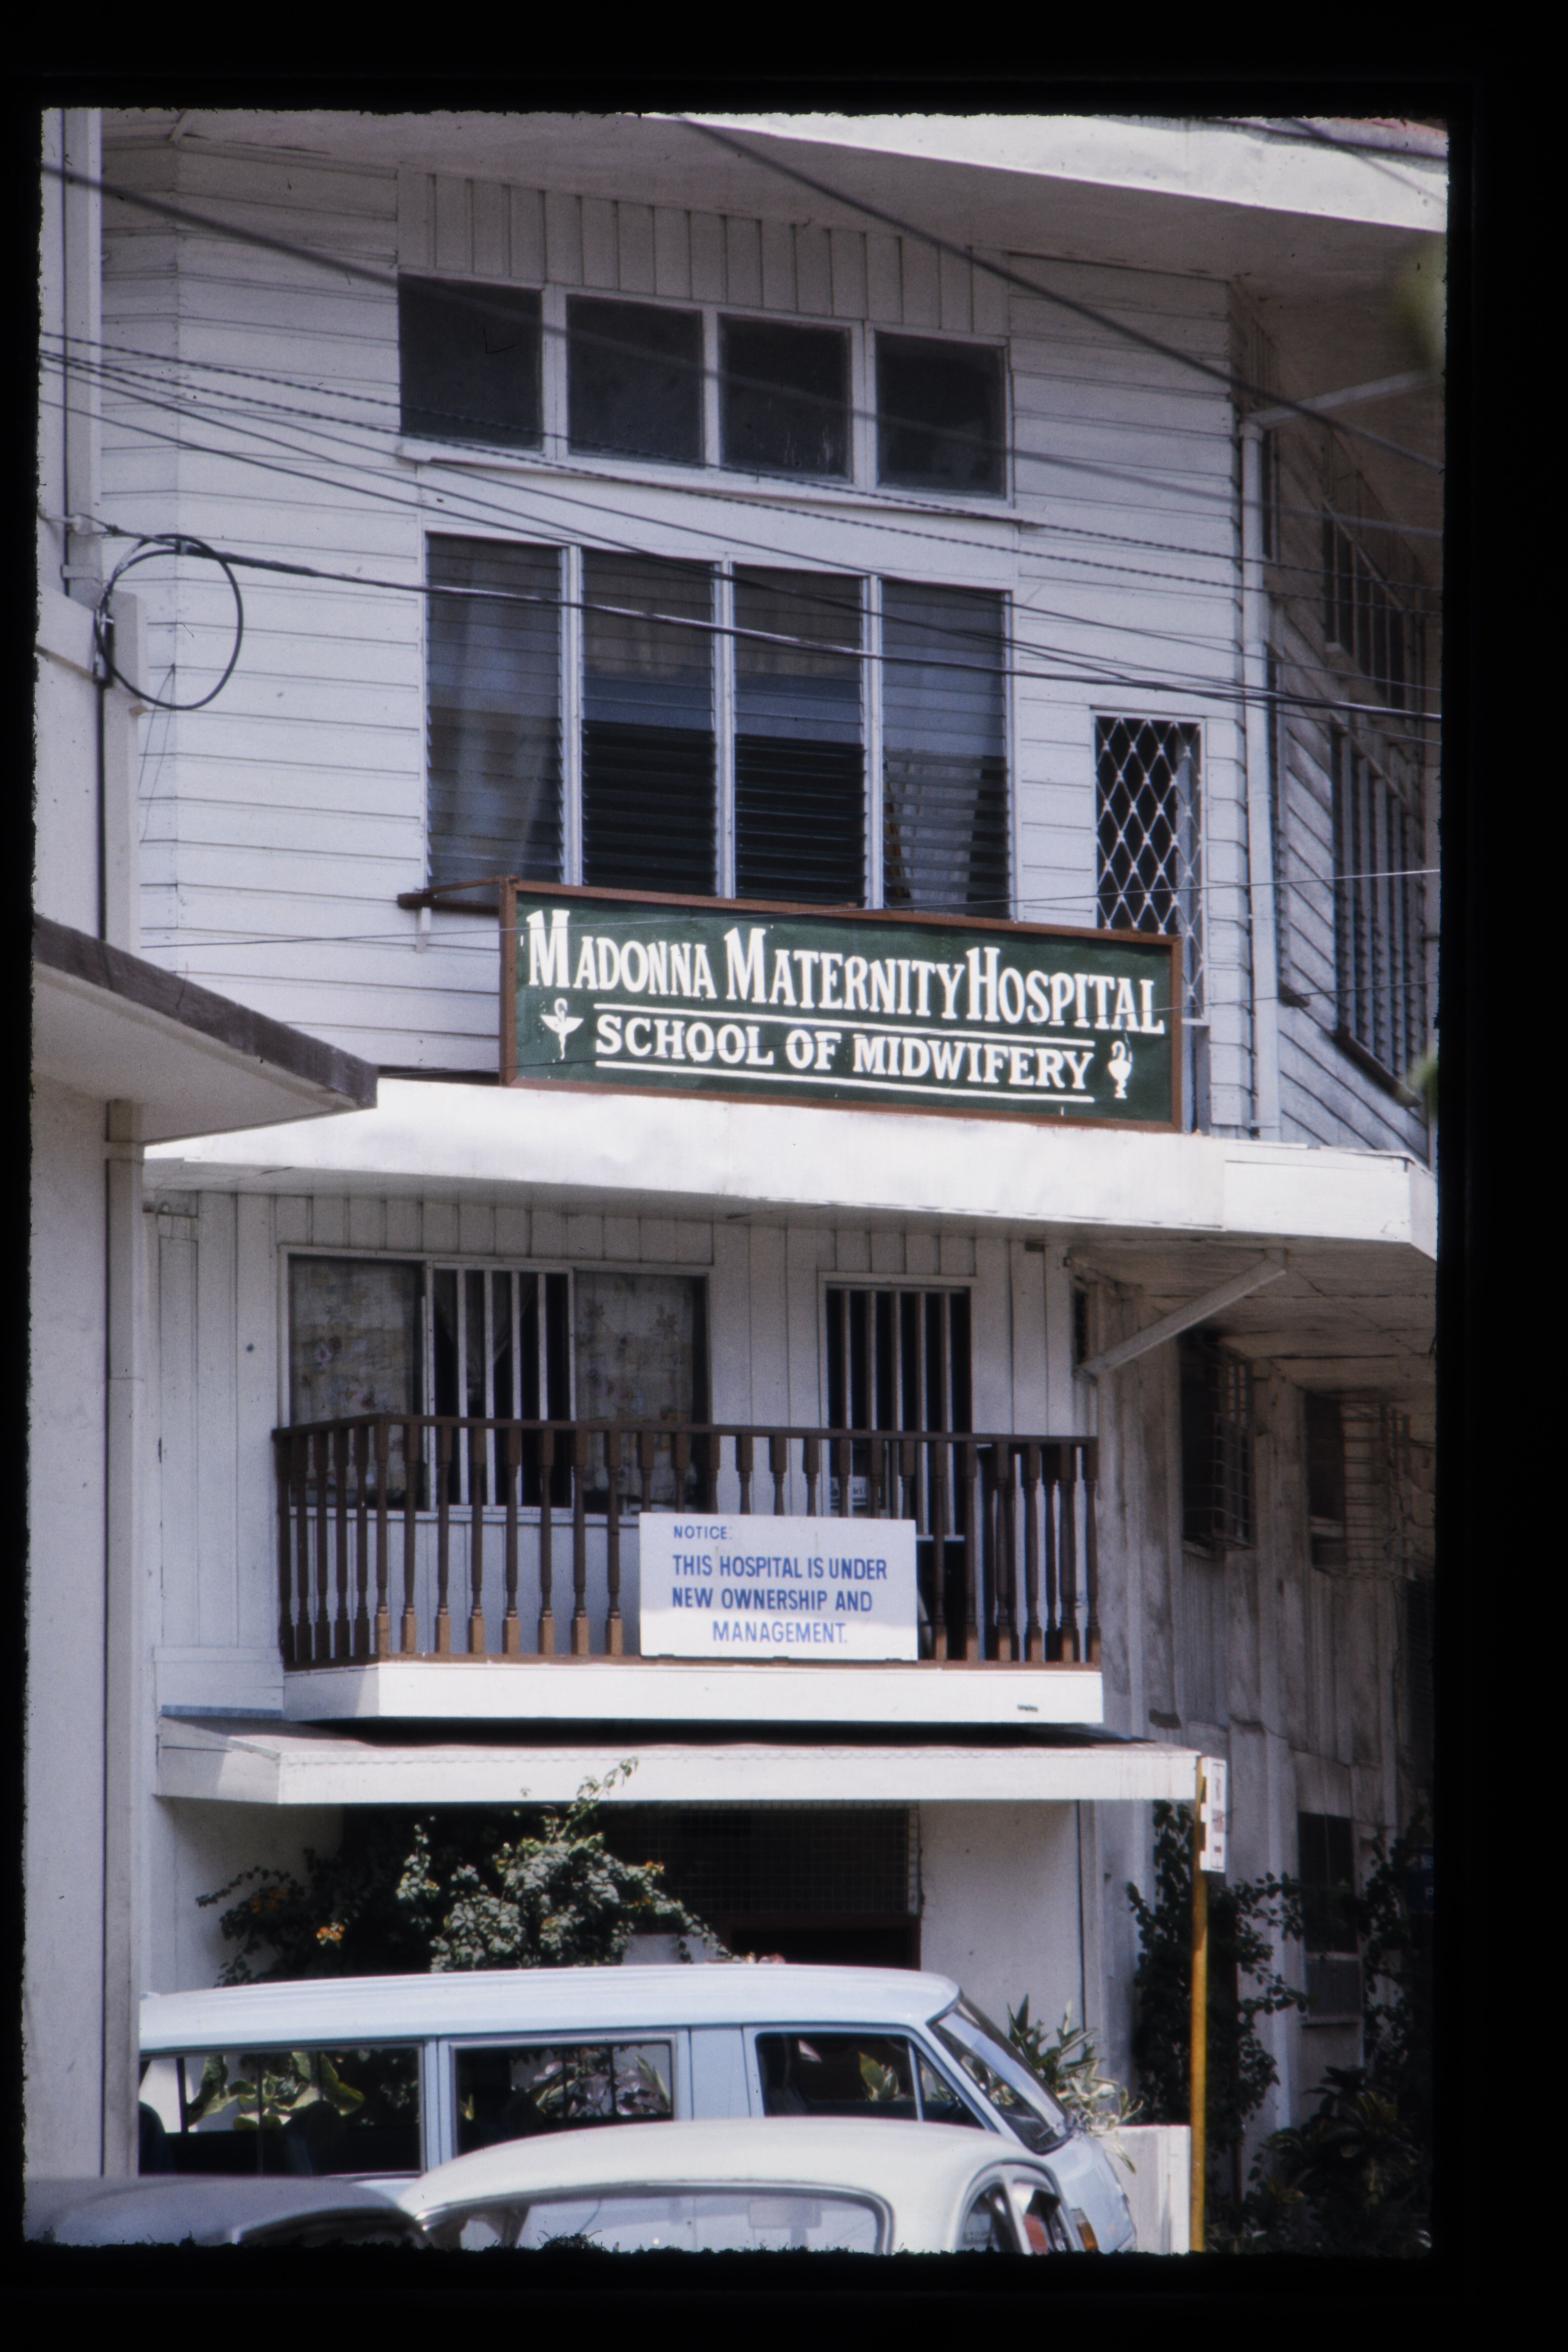 MADONNA MATERNITY HOSPITAL
SCHOOL OF MIDWIFERY
NOTICE:
THIS HOSPITAL IS UNDER
NEW OWNERSHIP AND
MANAGEMENT.